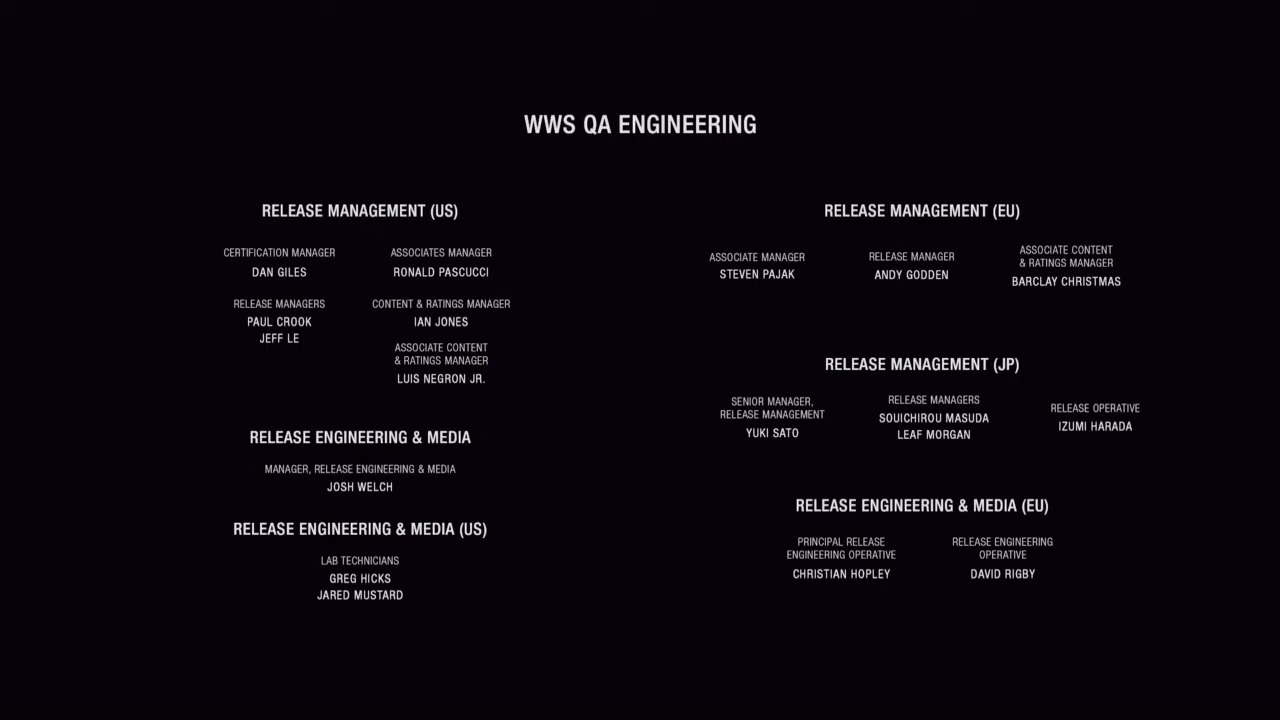 WWS QA ENGINEERING
RELEASE MANAGEMENT (US)
CERTIFICATION MANAGER
DAN GILES
ASSOCIATES MANAGER
RONALD PASCUCCI
RELEASE MANAGERS
PAUL CROOK
JEFF LE
CONTENT & RATINGS MANAGER
IAN JONES
ASSOCIATE CONTENT
& RATINGS MANAGER
LUIS NEGRON JR.
RELEASE ENGINEERING & MEDIA
MANAGER, RELEASE ENGINEERING & MEDIA
JOSH WELCH
RELEASE ENGINEERING & MEDIA (US)
LAB TECHNICIANS
GREG HICKS
JARED MUSTARD
RELEASE MANAGEMENT (EU)
ASSOCIATE MANAGER
STEVEN PAJAK
RELEASE MANAGER
ANDY GODDEN
ASSOCIATE CONTENT
& RATINGS MANAGER
BARCLAY CHRISTMAS
RELEASE MANAGEMENT (JP)
SENIOR MANAGER,
RELEASE MANAGEMENT
YUKI SATO
RELEASE MANAGERS
SOUICHIROU MASUDA
LEAF MORGAN
RELEASE OPERATIVE
IZUMI HARADA
RELEASE ENGINEERING & MEDIA (EU)
PRINCIPAL RELEASE
ENGINEERING OPERATIVE
CHRISTIAN HOPLEY
RELEASE ENGINEERING
OPERATIVE
DAVID RIGBY